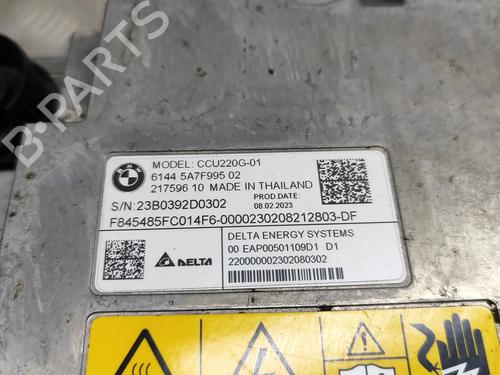 BMW
MODEL: CCU220G-01
6144 5A7F995 02
217596 10 MADE IN THAILAND
S/N:23B0392D0302
PROD.DATE:
08.02.2023
F845485FC014F6-0000230208212803-DF
DELTA
DELTA ENERGY SYSTEMS
00 EAP00501109D1 D1
220000002302080302
B-PARTS